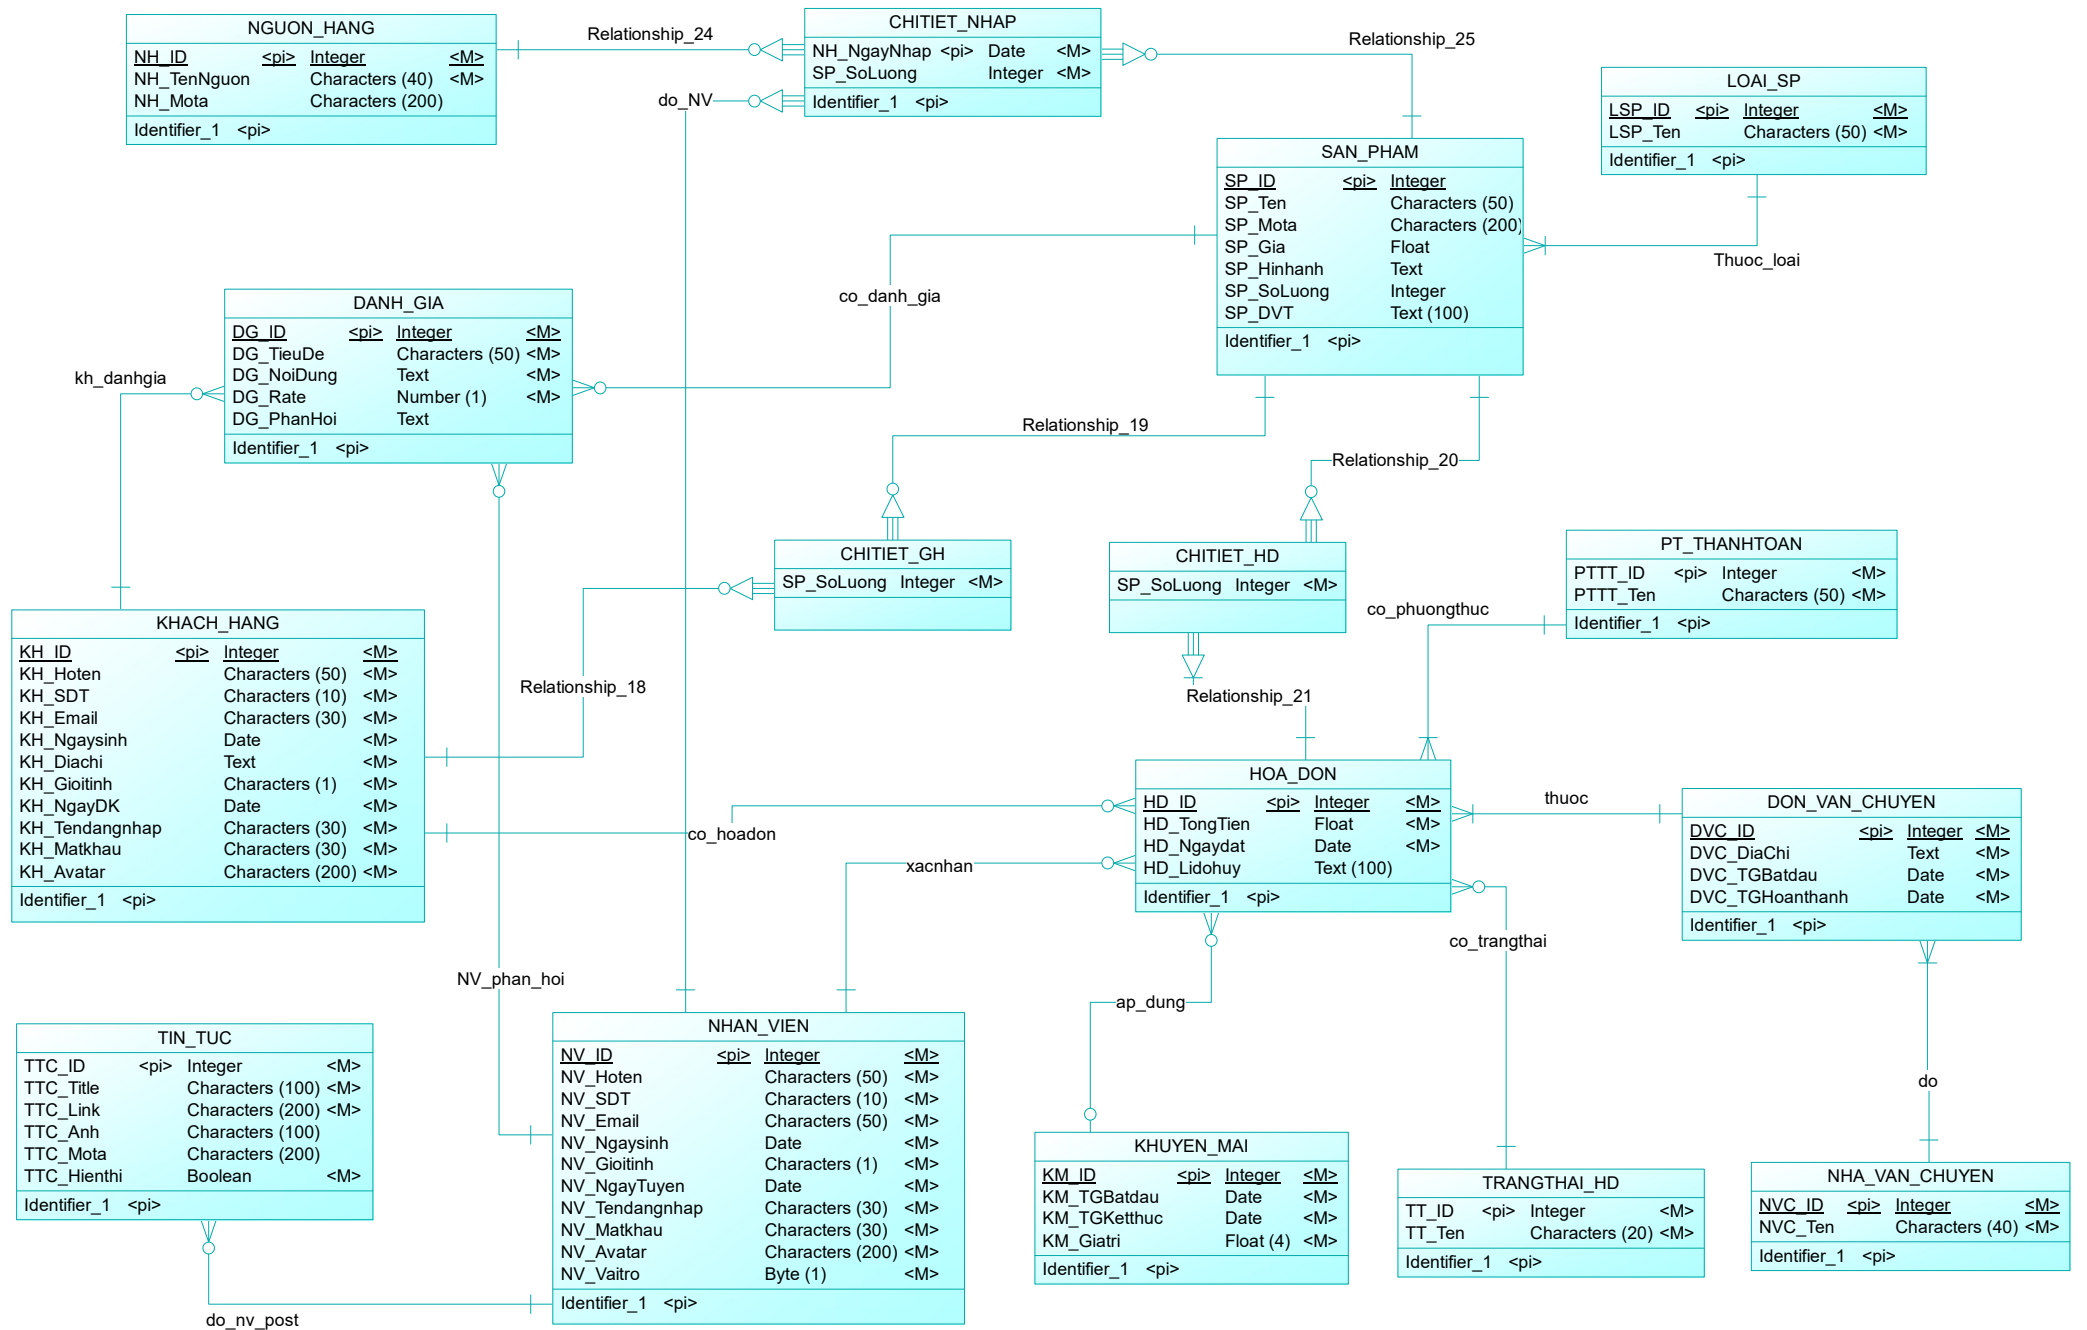 NGUON_HANG
NH_ID <pi> Integer <M>
NH_TenNguon Characters (40) <M>
NH_Mota Characters (200)
Identifier_1 <pi>
Relationship_24
CHITIET_NHAP
NH_NgayNhap <pi> Date <M>
SP_SoLuong Integer <M>
Identifier_1 <pi>
do_NV
Relationship_25
LOAI_SP
LSP_ID <pi> Integer <M>
LSP_Ten Characters (50) <M>
Identifier_1 <pi>
SAN_PHAM
SP_ID <pi> Integer
SP_Ten Characters (50)
SP_Mota Characters (200)
SP_Gia Float
SP_Hinhanh Text
SP_SoLuong Integer
SP_DVT Text (100)
Identifier_1 <pi>
Thuoc_loai
co_danh_gia
DANH_GIA
DG_ID <pi> Integer <M>
DG_TieuDe Characters (50) <M>
DG_NoiDung Text <M>
DG_Rate Number (1) <M>
DG_PhanHoi Text
Identifier_1 <pi>
kh_danhgia
Relationship_19
Relationship_20
CHITIET_GH
SP_SoLuong Integer <M>
CHITIET_HD
SP_SoLuong Integer <M>
PT_THANHTOAN
PTTT_ID <pi> Integer <M>
PTTT_Ten Characters (50) <M>
Identifier_1 <pi>
co_phuongthuc
KHACH_HANG
KH_ID <pi> Integer <M>
KH_Hoten Characters (50) <M>
KH_SDT Characters (10) <M>
KH_Email Characters (30) <M>
KH_Ngaysinh Date <M>
KH_Diachi Text <M>
KH_Gioitinh Characters (1) <M>
KH_NgayDK Date <M>
KH_Tendangnhap Characters (30) <M>
KH_Matkhau Characters (30) <M>
KH_Avatar Characters (200) <M>
Identifier_1 <pi>
Relationship_18
Relationship_21
co_hoadon
xacnhan
HOA_DON
HD_ID <pi> Integer <M>
HD_TongTien Float <M>
HD_Ngaydat Date <M>
HD_Lidohuy Text (100)
Identifier_1 <pi>
thuoc
DON_VAN_CHUYEN
DVC_ID <pi> Integer <M>
DVC_DiaChi Text <M>
DVC_TGBatdau Date <M>
DVC_TGHoanthanh Date <M>
Identifier_1 <pi>
co_trangthai
NV_phan_hoi
ap_dung
do
TIN_TUC
TTC_ID <pi> Integer <M>
TTC_Title Characters (100) <M>
TTC_Link Characters (200) <M>
TTC_Anh Characters (100)
TTC_Mota Characters (200)
TTC_Hienthi Boolean <M>
Identifier_1 <pi>
do_nv_post
NHAN_VIEN
NV_ID <pi> Integer <M>
NV_Hoten Characters (50) <M>
NV_SDT Characters (10) <M>
NV_Email Characters (50) <M>
NV_Ngaysinh Date <M>
NV_Gioitinh Characters (1) <M>
NV_NgayTuyen Date <M>
NV_Tendangnhap Characters (30) <M>
NV_Matkhau Characters (30) <M>
NV_Avatar Characters (200) <M>
NV_Vaitro Byte (1) <M>
Identifier_1 <pi>
KHUYEN_MAI
KM_ID <pi> Integer <M>
KM_TGBatdau Date <M>
KM_TGKetthuc Date <M>
KM_Giatri Float (4) <M>
Identifier_1 <pi>
TRANGTHAI_HD
TT_ID <pi> Integer <M>
TT_Ten Characters (20) <M>
Identifier_1 <pi>
NHA_VAN_CHUYEN
NVC_ID <pi> Integer <M>
NVC_Ten Characters (40) <M>
Identifier_1 <pi>